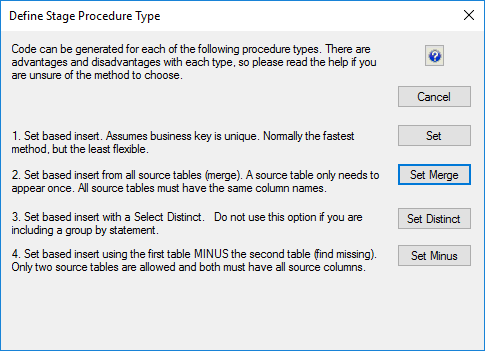 Define Stage Procedure Type
Code can be generated for each of the following procedure types. There are
advantages and disadvantages with each type, so please read the help if you
are unsure of the method to choose.
?
Cancel
1. Set based insert. Assumes business key is unique. Normally the fastest
method, but the least flexible.
Set
2. Set based insert from all source tables (merge). A source table only needs to
appear once. All source tables must have the same column names.
Set Merge
3. Set based insert with a Select Distinct.   Do not use this option if you are
including a group by statement.
Set Distinct
4. Set based insert using the first table MINUS the second table (find missing).
Only two source tables are allowed and both must have all source columns.
Set Minus